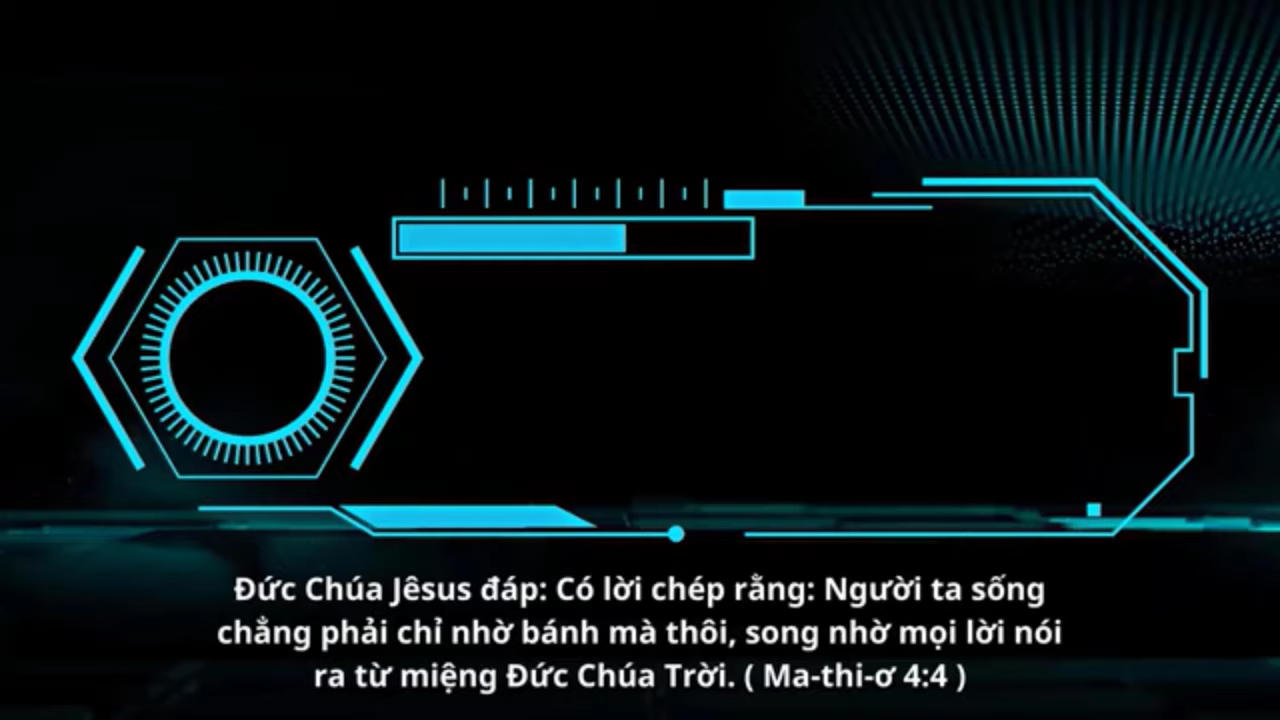 Đức Chúa Jêsus đáp: Có lời chép rằng: Người ta sống
chẳng phải chỉ nhờ bánh mà thôi, song nhờ mọi lời nói
ra từ miệng Đức Chúa Trời. ( Ma-thi-ơ 4:4 )